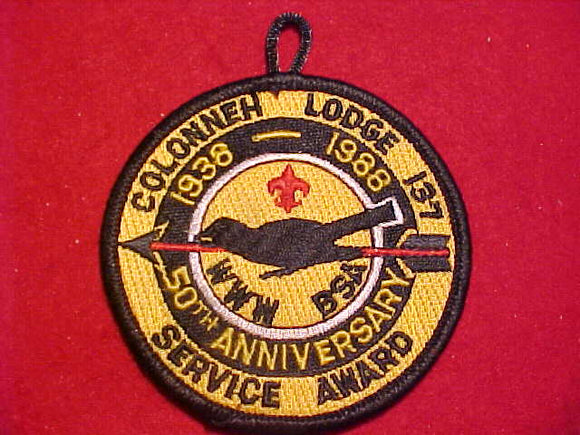 COLONNEH LODGE 137
1938 — 1988
WWW BSA
50TH ANNIVERSARY
SERVICE AWARD